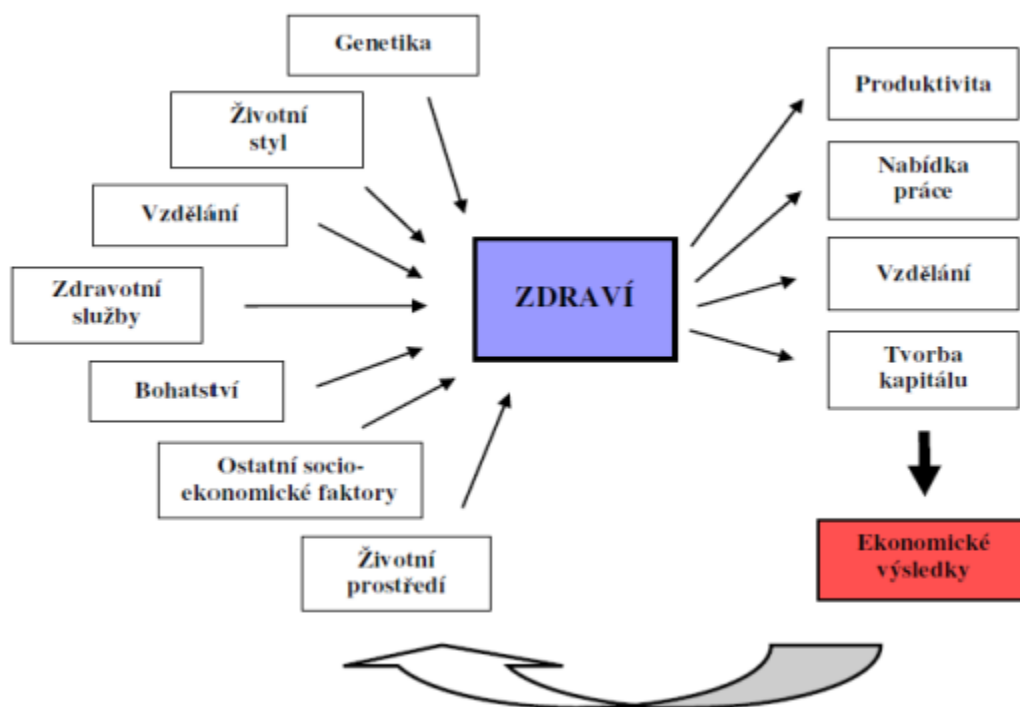 Genetika
Životní
styl
Vzdělání
Zdravotní
služby
Bohatství
Ostatní socio-
ekonomické faktory
Životní
prostředí
ZDRAVÍ
Produktivita
Nabídka
práce
Vzdělání
Tvorba
kapitálu
Ekonomické
výsledky